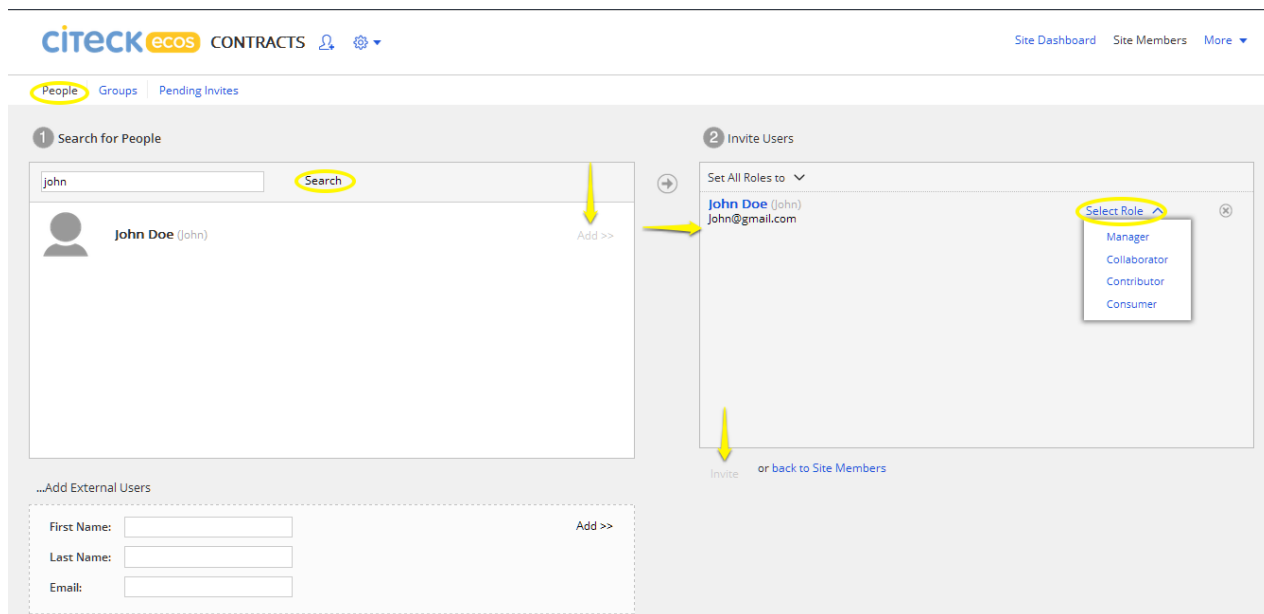 CiTECK ecos CONTRACTS
Site Dashboard Site Members More
People Groups Pending Invites
1 Search for People
john Search
John Doe (John) Add >>
2 Invite Users
Set All Roles to
John Doe (John) Select Role
John@gmail.com
Manager
Collaborator
Contributor
Consumer
Invite or back to Site Members
...Add External Users
First Name: Add >>
Last Name:
Email: